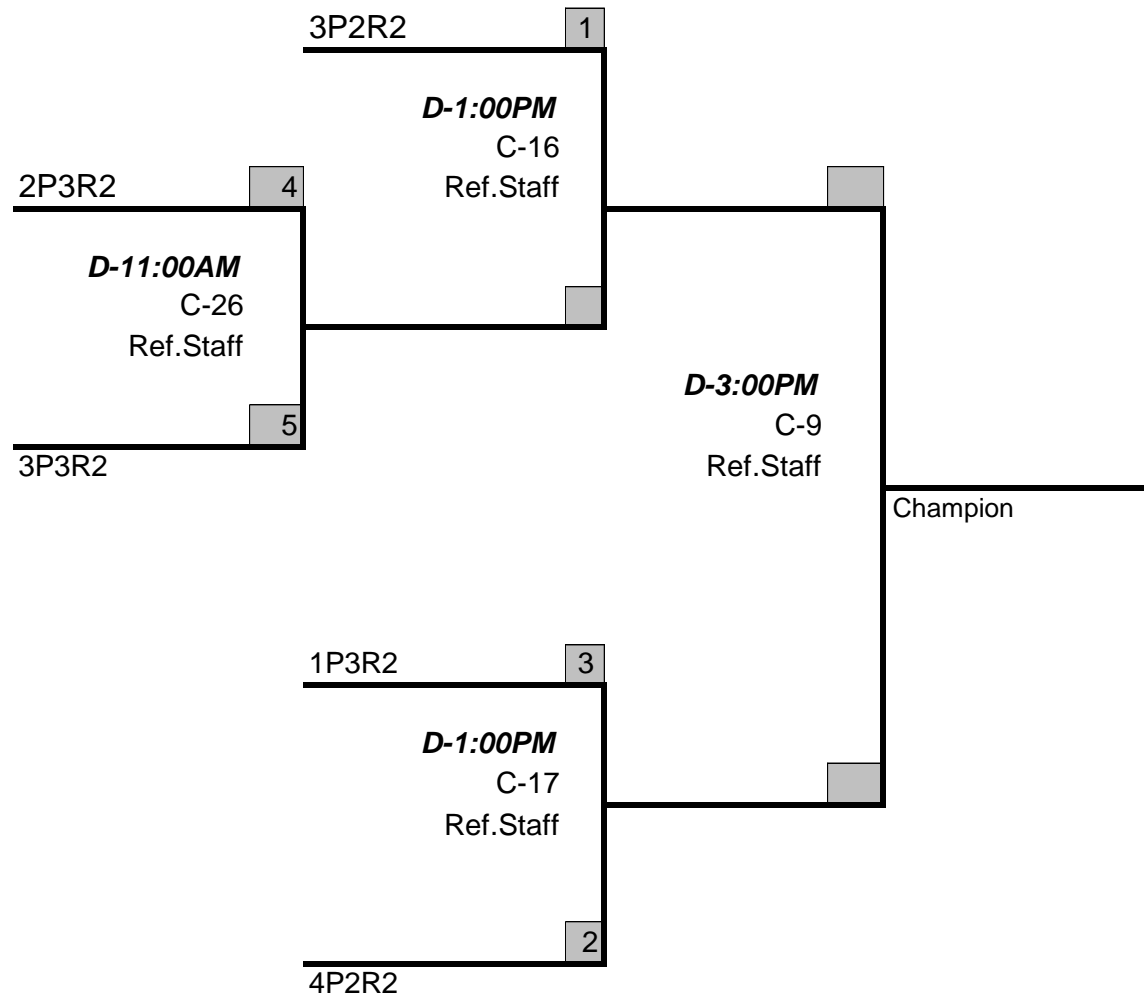 3P2R2 1
D-1:00PM
C-16
Ref.Staff
2P3R2 4
D-11:00AM
C-26
Ref.Staff
5
3P3R2
D-3:00PM
C-9
Ref.Staff
Champion
1P3R2 3
D-1:00PM
C-17
Ref.Staff
2
4P2R2